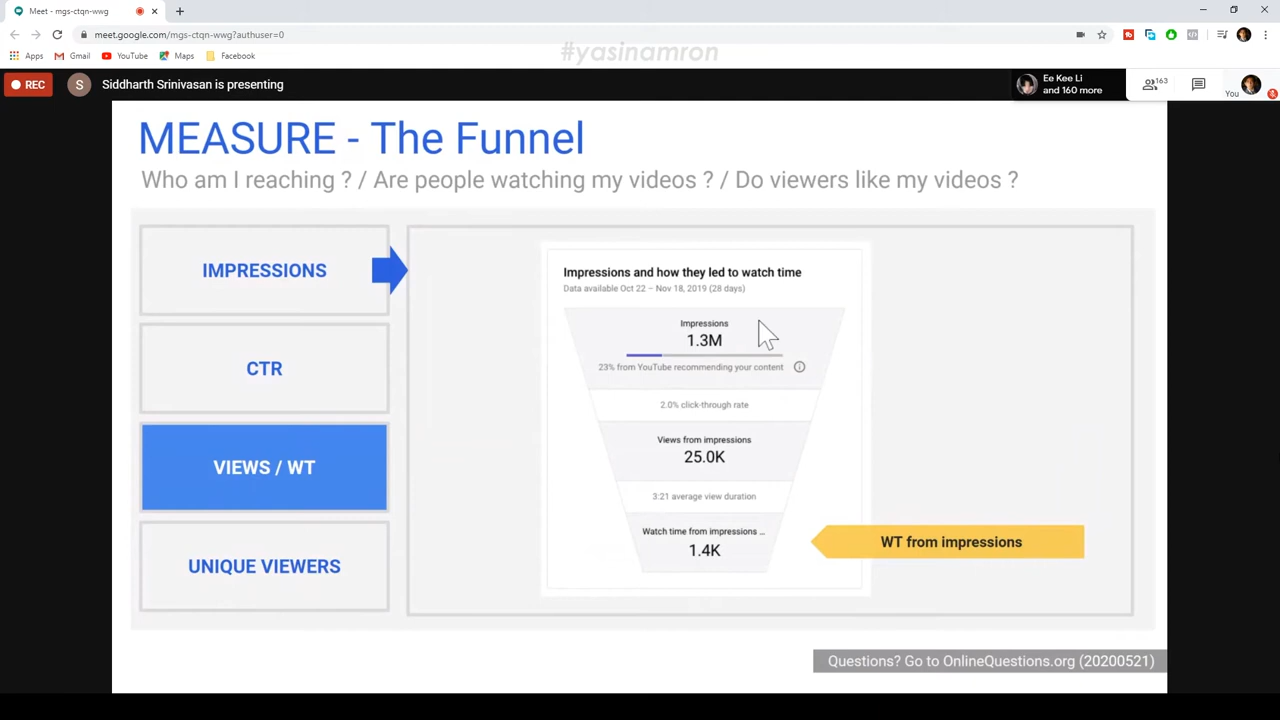 Meet - mgs-ctqn-wwg
meet.google.com/mgs-ctqn-wwg?authuser=0
Apps Gmail YouTube Maps Facebook
#yasinamron
REC S Siddharth Srinivasan is presenting
Ee Kee Li
and 160 more
163
You
MEASURE - The Funnel
Who am I reaching ? / Are people watching my videos ? / Do viewers like my videos ?
IMPRESSIONS
CTR
VIEWS / WT
UNIQUE VIEWERS
Impressions and how they led to watch time
Data available Oct 22 – Nov 18, 2019 (28 days)
Impressions
1.3M
23% from YouTube recommending your content
2.0% click-through rate
Views from impressions
25.0K
3:21 average view duration
Watch time from impressions ...
1.4K
WT from impressions
Questions? Go to OnlineQuestions.org (20200521)